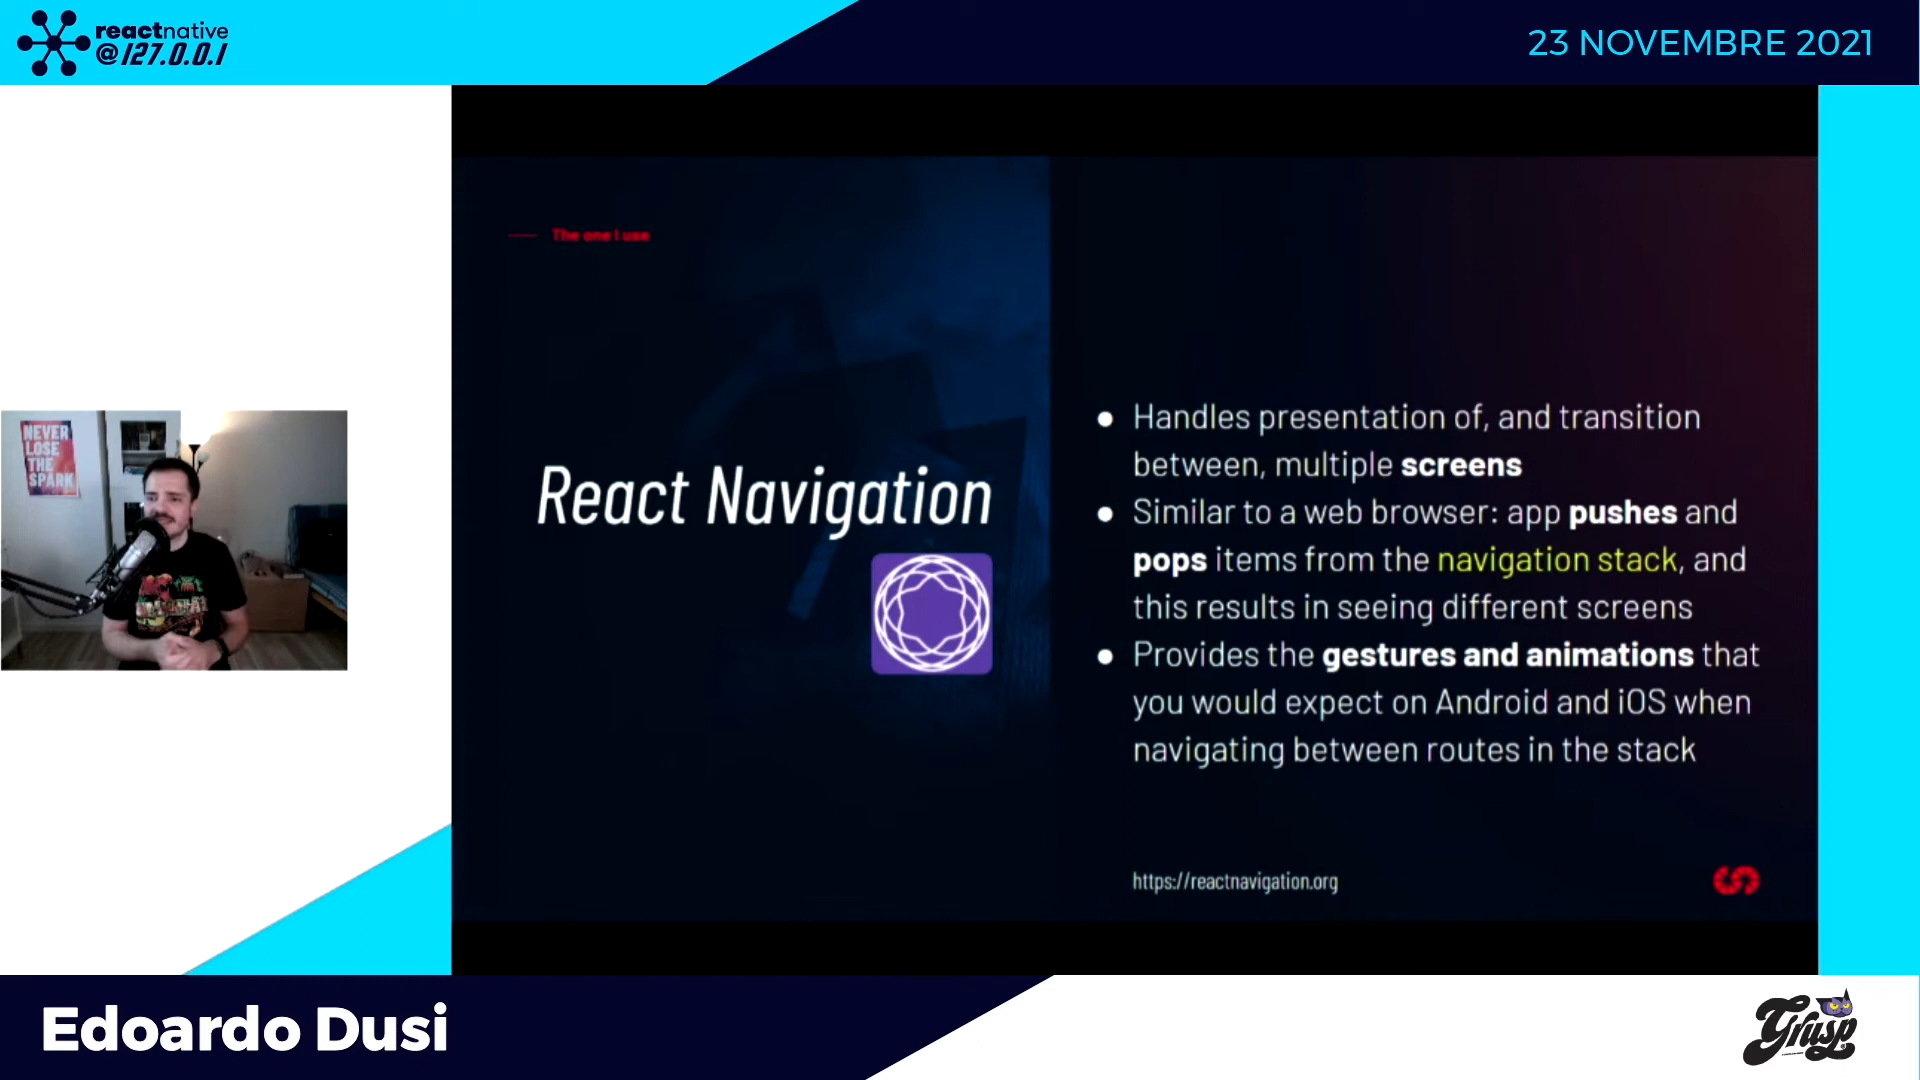 reactnative
@127.0.0.1
23 NOVEMBRE 2021
The one I use
React Navigation
● Handles presentation of, and transition
between, multiple screens
● Similar to a web browser: app pushes and
pops items from the navigation stack, and
this results in seeing different screens
● Provides the gestures and animations that
you would expect on Android and iOS when
navigating between routes in the stack
https://reactnavigation.org
NEVER
LOSE
THE
SPARK
Edoardo Dusi
Grusp